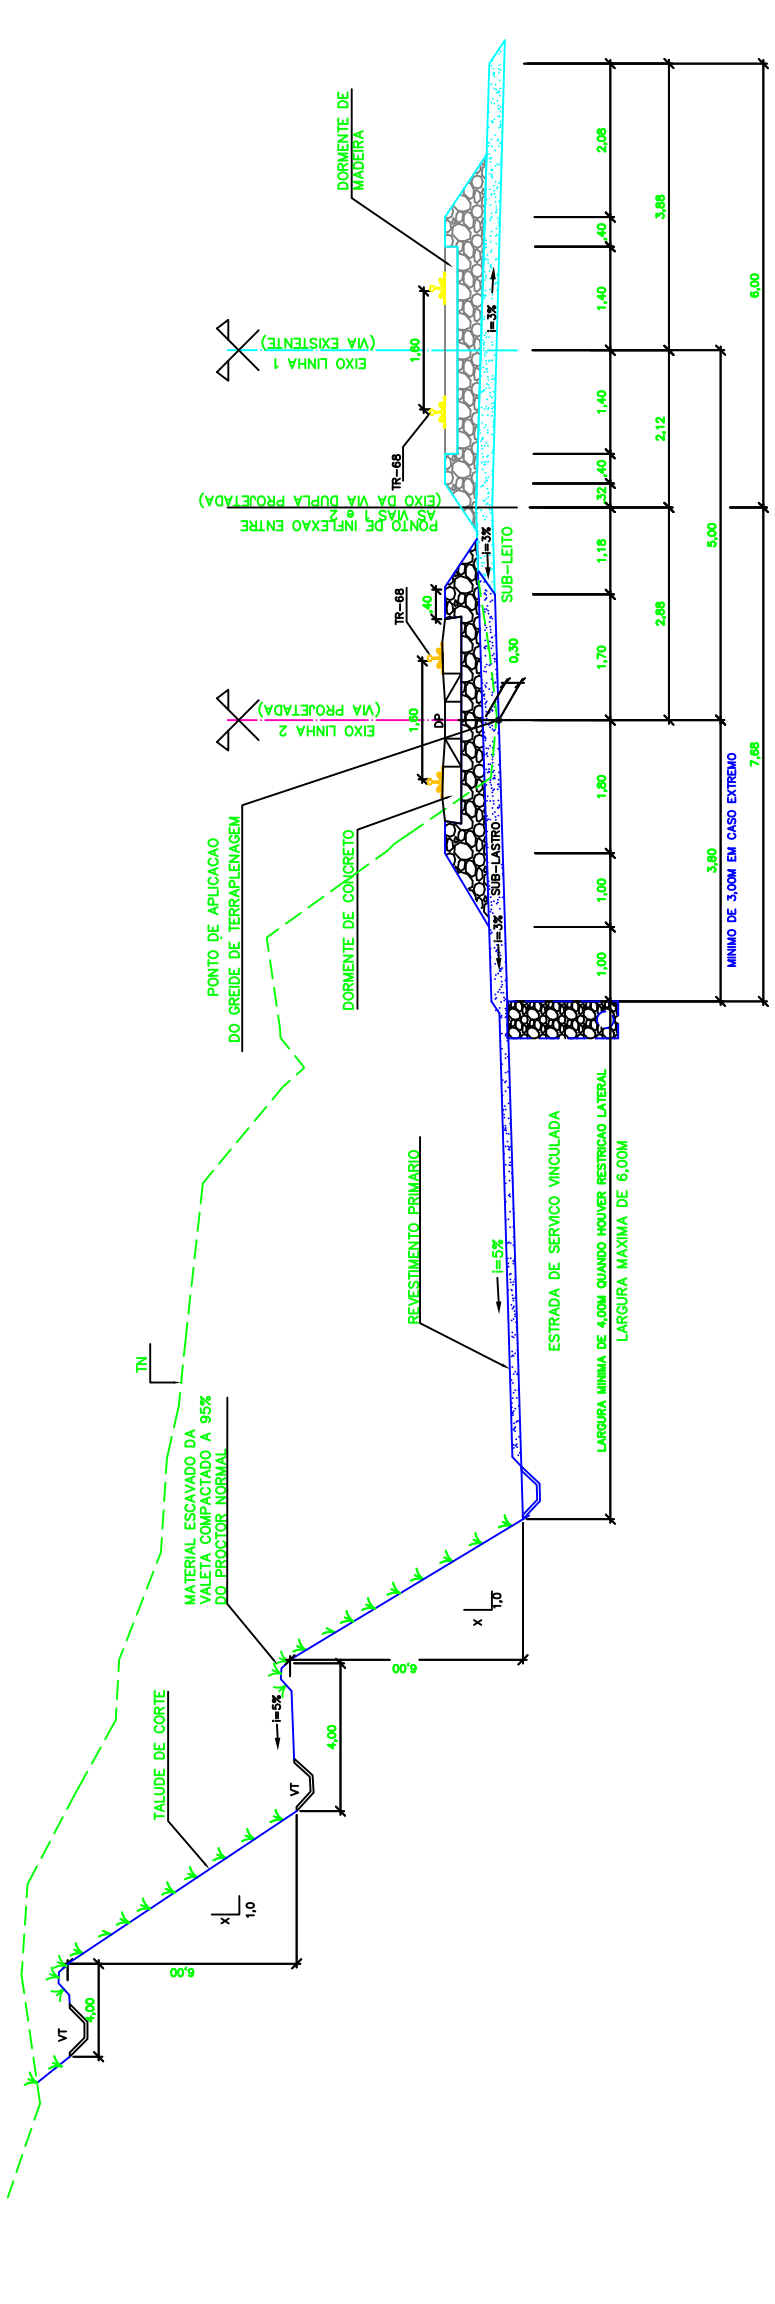 TALUDE DE CORTE
MATERIAL ESCAVADO DA
VALETA COMPACTADO A 95%
DO PROCTOR NORMAL
TN
PONTO DE APLICACAO
DO GREIDE DE TERRAPLENAGEM
DORMENTE DE CONCRETO
EIXO LINHA 2
(VIA PROJETADA)
PONTO DE INFLEXAO ENTRE
AS VIAS 1 e 2
(EIXO DA VIA DUPLA PROJETADA)
EIXO LINHA 1
(VIA EXISTENTE)
DORMENTE DE
MADEIRA
TR-68
TR-68
1,60
1,60
,40
DP
VT
4,00
6,00
X
1,0
VT
i=5%
4,00
6,00
X
1,0
REVESTIMENTO PRIMARIO
i=5%
i=3%
SUB-LASTRO
0,30
i=3%
SUB-LEITO
i=3%
ESTRADA DE SERVICO VINCULADA
LARGURA MINIMA DE 4,00M QUANDO HOUVER RESTRICAO LATERAL
LARGURA MAXIMA DE 6,00M
1,00
1,00
1,80
1,70
1,18
,32
,40
1,40
1,40
,40
2,08
2,88
2,12
3,88
3,80
5,00
MINIMO DE 3,00M EM CASO EXTREMO
7,68
6,00